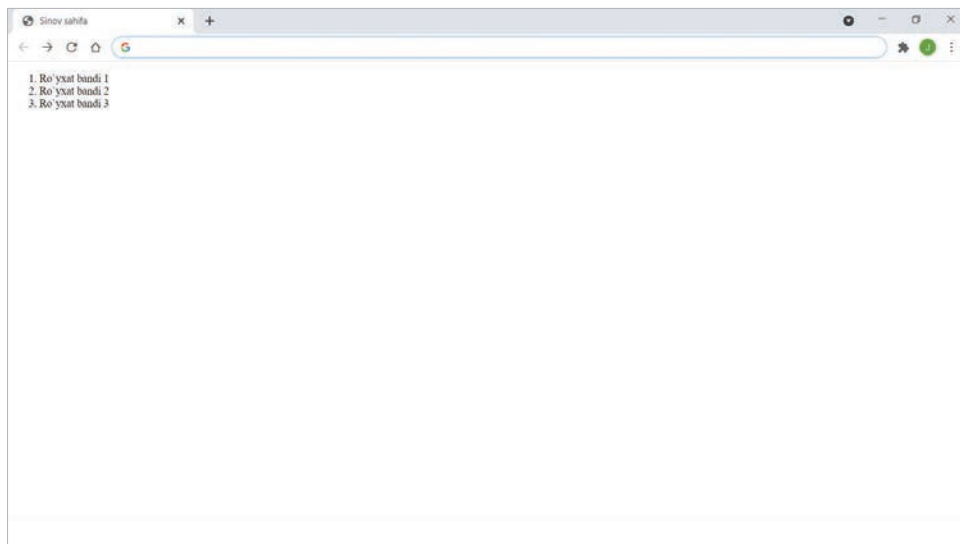 Sinov sahifa
J
1. Ro`yxat bandi 1
2. Ro`yxat bandi 2
3. Ro`yxat bandi 3